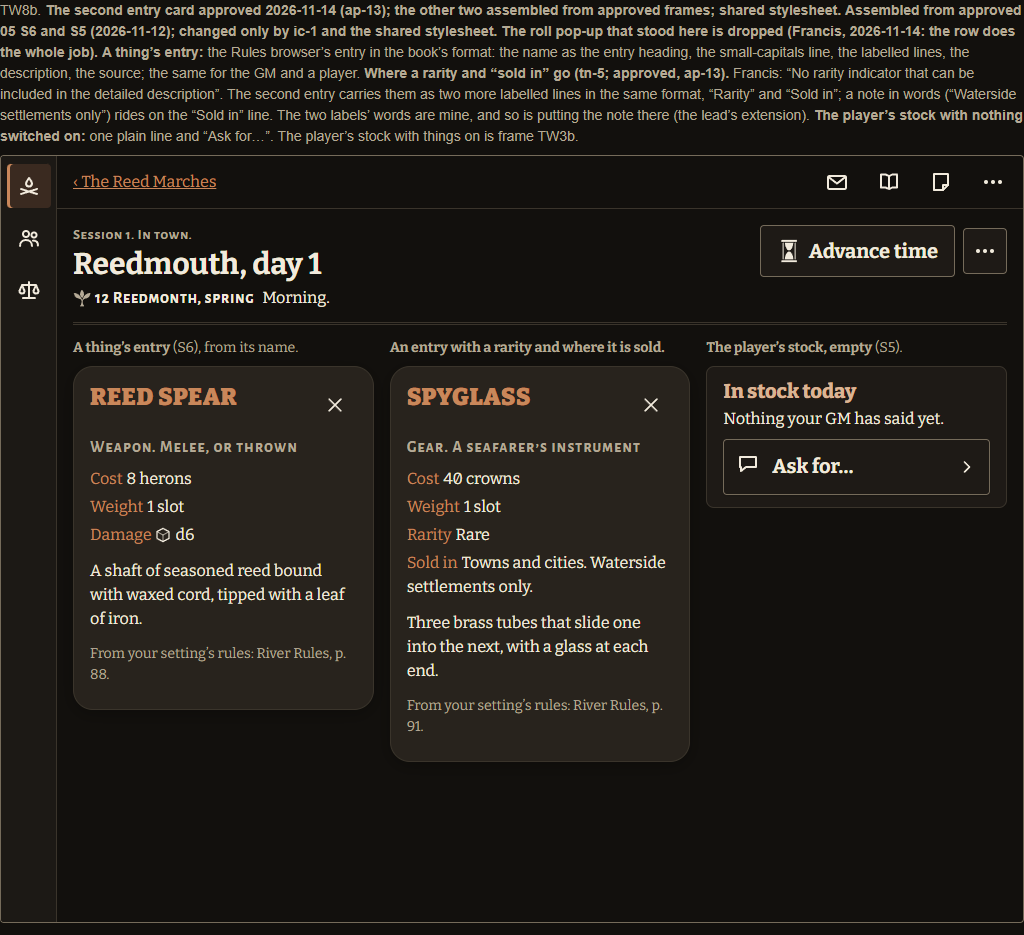 TW8b. The second entry card approved 2026-11-14 (ap-13); the other two assembled from approved frames; shared stylesheet. Assembled from approved
05 S6 and S5 (2026-11-12); changed only by ic-1 and the shared stylesheet. The roll pop-up that stood here is dropped (Francis, 2026-11-14: the row does
the whole job). A thing's entry: the Rules browser's entry in the book's format: the name as the entry heading, the small-capitals line, the labelled lines, the
description, the source; the same for the GM and a player. Where a rarity and “sold in” go (tn-5; approved, ap-13). Francis: “No rarity indicator that can be
included in the detailed description”. The second entry carries them as two more labelled lines in the same format, “Rarity” and “Sold in”; a note in words (“Waterside
settlements only”) rides on the “Sold in” line. The two labels' words are mine, and so is putting the note there (the lead's extension). The player's stock with nothing
switched on: one plain line and “Ask for…”. The player's stock with things on is frame TW3b.
‹ The Reed Marches
Session 1. In town.
Reedmouth, day 1
12 Reedmonth, spring Morning.
Advance time
A thing's entry (S6), from its name.
REED SPEAR
Weapon. Melee, or thrown
Cost 8 herons
Weight 1 slot
Damage d6
A shaft of seasoned reed bound
with waxed cord, tipped with a leaf
of iron.
From your setting's rules: River Rules, p.
88.
An entry with a rarity and where it is sold.
SPYGLASS
Gear. A seafarer's instrument
Cost 40 crowns
Weight 1 slot
Rarity Rare
Sold in Towns and cities. Waterside
settlements only.
Three brass tubes that slide one
into the next, with a glass at each
end.
From your setting's rules: River Rules, p.
91.
The player's stock, empty (S5).
In stock today
Nothing your GM has said yet.
Ask for...